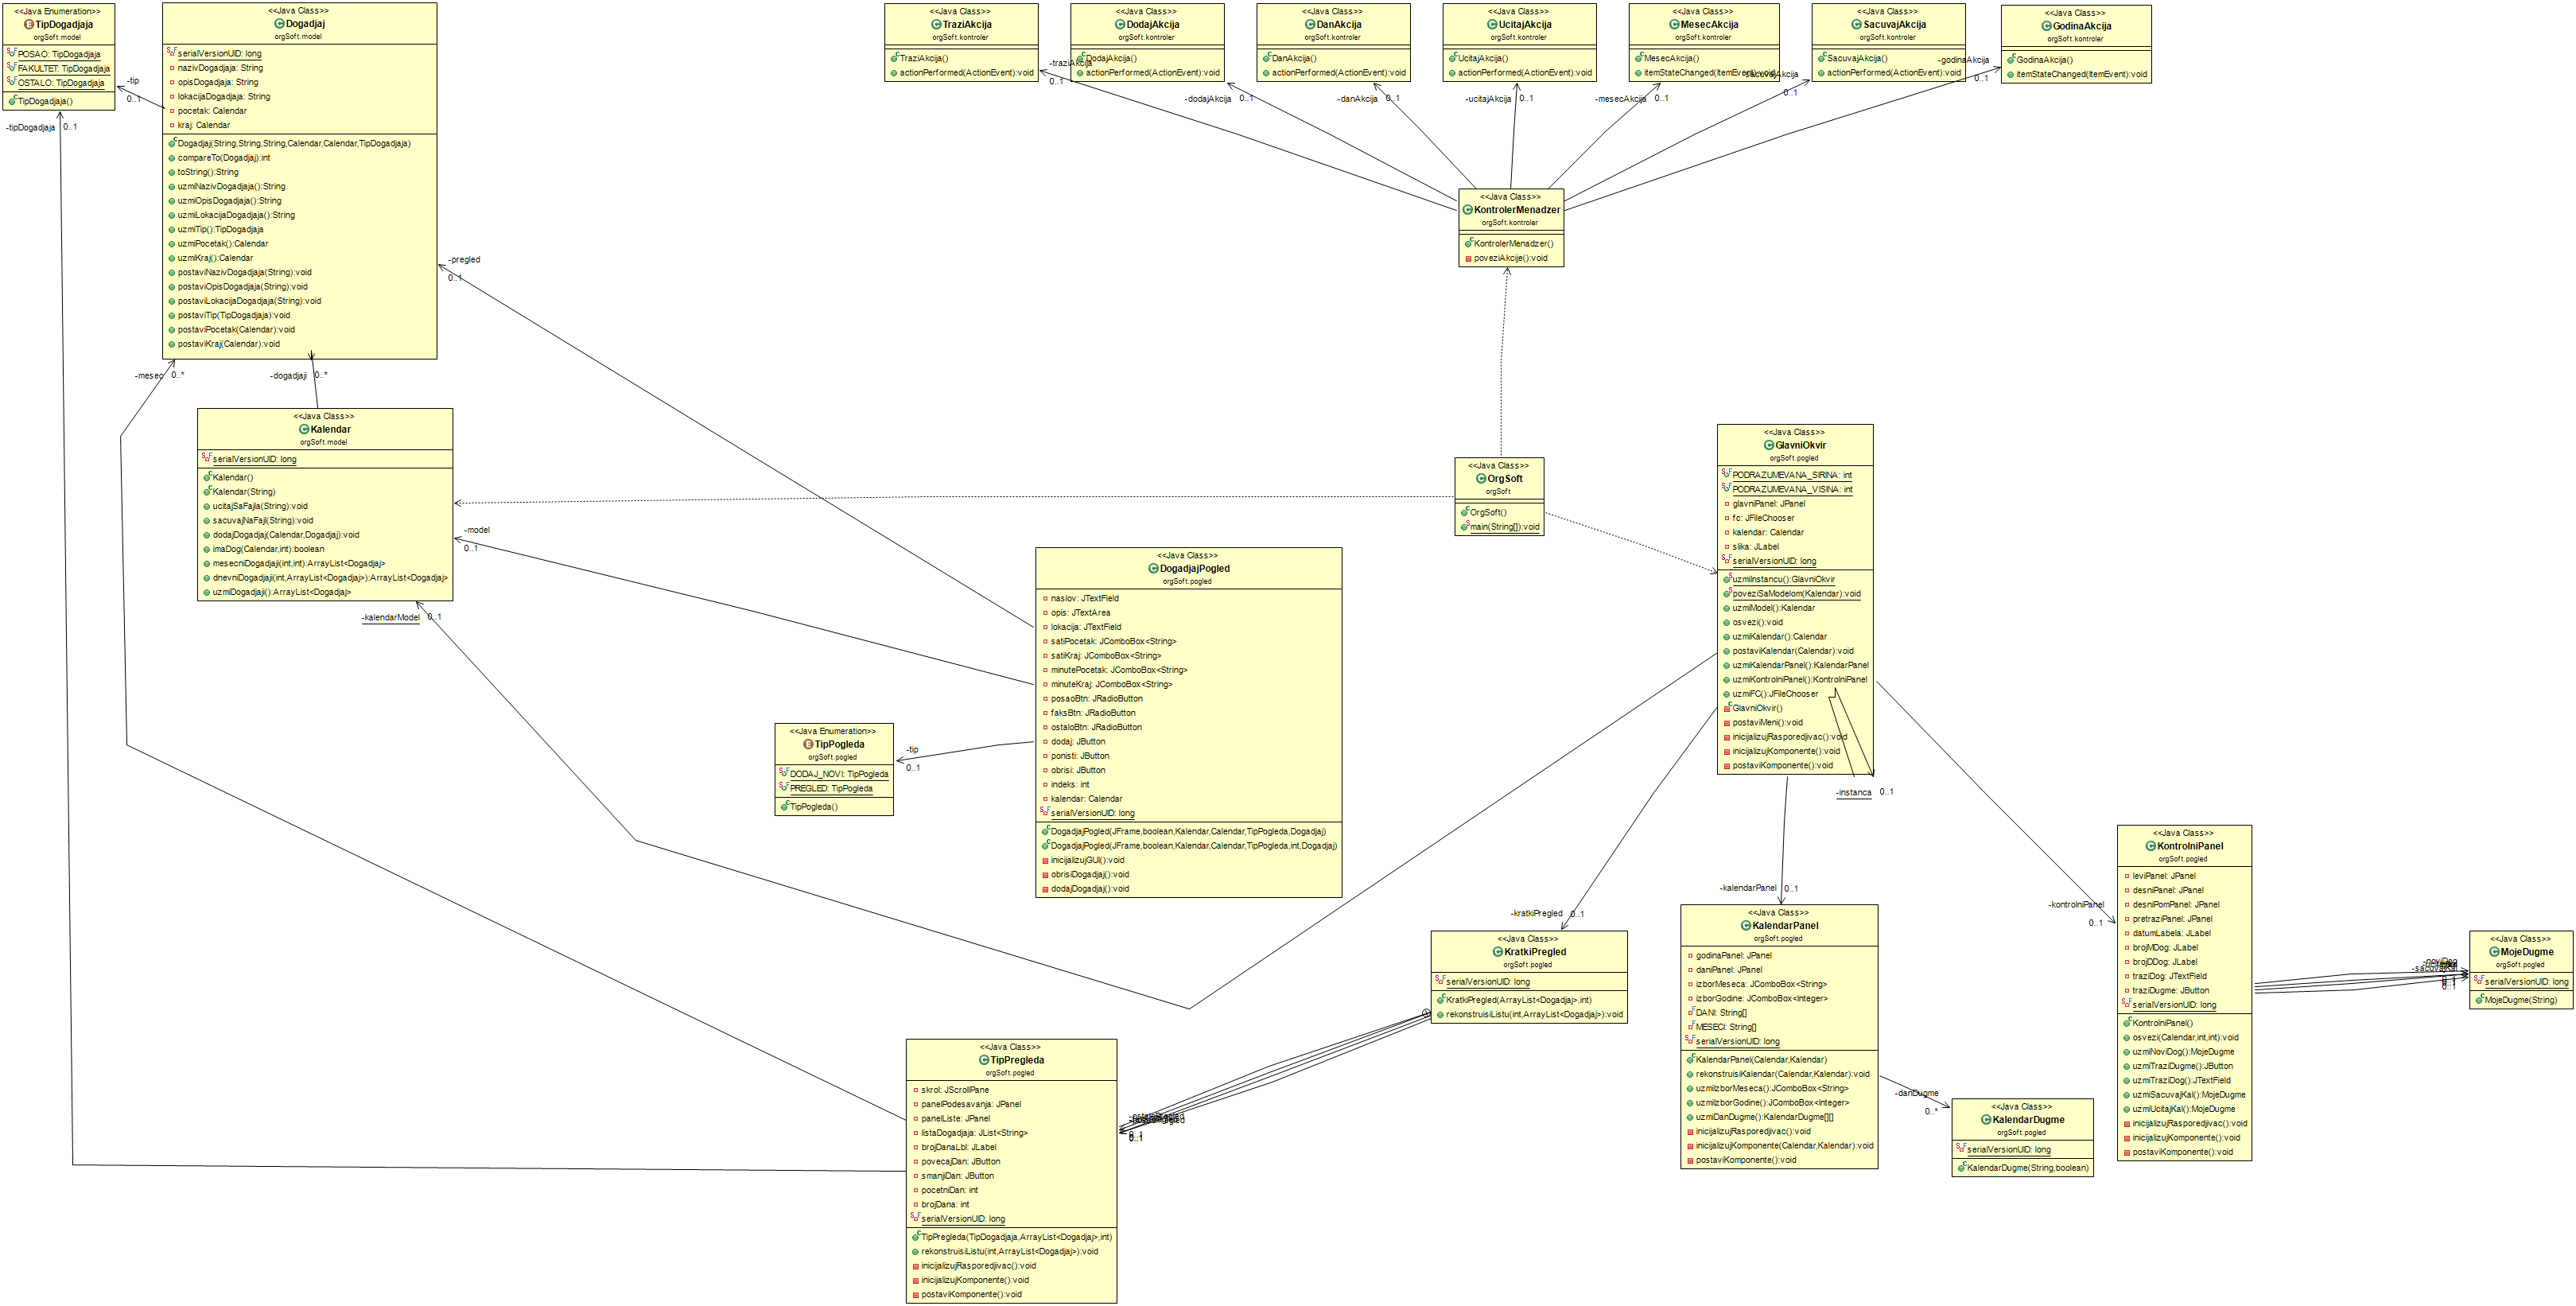 <<Java Enumeration>>
TipDogadjaja
orgSoft.model
POSAO: TipDogadjaja
FAKULTET: TipDogadjaja
OSTALO: TipDogadjaja
TipDogadjaja()
-tip
0..1
-tipDogadjaja 0..1
<<Java Class>>
Dogadjaj
orgSoft.model
serialVersionUID: long
nazivDogadjaja: String
opisDogadjaja: String
lokacijaDogadjaja: String
pocetak: Calendar
kraj: Calendar
Dogadjaj(String,String,String,Calendar,Calendar,TipDogadjaja)
compareTo(Dogadjaj):int
toString():String
uzmiNazivDogadjaja():String
uzmiOpisDogadjaja():String
uzmiLokacijaDogadjaja():String
uzmiTip():TipDogadjaja
uzmiPocetak():Calendar
uzmiKraj():Calendar
postaviNazivDogadjaja(String):void
postaviOpisDogadjaja(String):void
postaviLokacijaDogadjaja(String):void
postaviTip(TipDogadjaja):void
postaviPocetak(Calendar):void
postaviKraj(Calendar):void
-pregled
0..1
-mesec 0..*
-dogadjaji 0..*
<<Java Class>>
TraziAkcija
orgSoft.kontroler
TraziAkcija()
actionPerformed(ActionEvent):void
-traziAkcija
0..1
<<Java Class>>
DodajAkcija
orgSoft.kontroler
DodajAkcija()
actionPerformed(ActionEvent):void
-dodajAkcija 0..1
<<Java Class>>
DanAkcija
orgSoft.kontroler
DanAkcija()
actionPerformed(ActionEvent):void
-danAkcija 0..1
<<Java Class>>
UcitajAkcija
orgSoft.kontroler
UcitajAkcija()
actionPerformed(ActionEvent):void
-ucitajAkcija 0..1
<<Java Class>>
MesecAkcija
orgSoft.kontroler
MesecAkcija()
itemStateChanged(ItemEvent):void
-mesecAkcija 0..1
<<Java Class>>
SacuvajAkcija
orgSoft.kontroler
SacuvajAkcija()
actionPerformed(ActionEvent):void
-sacuvajAkcija
0..1
<<Java Class>>
GodinaAkcija
orgSoft.kontroler
GodinaAkcija()
itemStateChanged(ItemEvent):void
-godinaAkcija
0..1
<<Java Class>>
KontrolerMenadzer
orgSoft.kontroler
KontrolerMenadzer()
poveziAkcije():void
<<Java Class>>
Kalendar
orgSoft.model
serialVersionUID: long
Kalendar()
Kalendar(String)
ucitajSaFajla(String):void
sacuvajNaFajl(String):void
dodajDogadjaj(Calendar,Dogadjaj):void
imaDog(Calendar,int):boolean
mesecniDogadjaji(int,int):ArrayList<Dogadjaj>
dnevniDogadjaji(int,ArrayList<Dogadjaj>):ArrayList<Dogadjaj>
uzmiDogadjaji():ArrayList<Dogadjaj>
-model
0..1
-kalendarModel 0..1
<<Java Class>>
OrgSoft
orgSoft
OrgSoft()
main(String[]):void
<<Java Class>>
GlavniOkvir
orgSoft.pogled
PODRAZUMEVANA_SIRINA: int
PODRAZUMEVANA_VISINA: int
glavniPanel: JPanel
fc: JFileChooser
kalendar: Calendar
slika: JLabel
serialVersionUID: long
uzmiInstancu():GlavniOkvir
poveziSaModelom(Kalendar):void
uzmiModel():Kalendar
osvezi():void
uzmiKalendar():Calendar
postaviKalendar(Calendar):void
uzmiKalendarPanel():KalendarPanel
uzmiKontrolniPanel():KontrolniPanel
uzmiFC():JFileChooser
GlavniOkvir()
postaviMeni():void
inicijalizujRasporedjivac():void
inicijalizujKomponente():void
postaviKomponente():void
-instanca 0..1
<<Java Class>>
DogadjajPogled
orgSoft.pogled
naslov: JTextField
opis: JTextArea
lokacija: JTextField
satiPocetak: JComboBox<String>
satiKraj: JComboBox<String>
minutePocetak: JComboBox<String>
minuteKraj: JComboBox<String>
posaoBtn: JRadioButton
faksBtn: JRadioButton
ostaloBtn: JRadioButton
dodaj: JButton
ponisti: JButton
obrisi: JButton
indeks: int
kalendar: Calendar
serialVersionUID: long
DogadjajPogled(JFrame,boolean,Kalendar,Calendar,TipPogleda,Dogadjaj)
DogadjajPogled(JFrame,boolean,Kalendar,Calendar,TipPogleda,int,Dogadjaj)
inicijalizujGUI():void
obrisiDogadjaj():void
dodajDogadjaj():void
<<Java Enumeration>>
TipPogleda
orgSoft.pogled
DODAJ_NOVI: TipPogleda
PREGLED: TipPogleda
TipPogleda()
-tip
0..1
-kratkiPregled 0..1
<<Java Class>>
KratkiPregled
orgSoft.pogled
serialVersionUID: long
KratkiPregled(ArrayList<Dogadjaj>,int)
rekonstruisiListu(int,ArrayList<Dogadjaj>):void
-kalendarPanel 0..1
<<Java Class>>
KalendarPanel
orgSoft.pogled
godinaPanel: JPanel
daniPanel: JPanel
izborMeseca: JComboBox<String>
izborGodine: JComboBox<Integer>
DANI: String[]
MESECI: String[]
serialVersionUID: long
KalendarPanel(Calendar,Kalendar)
rekonstruisiKalendar(Calendar,Kalendar):void
uzmiIzborMeseca():JComboBox<String>
uzmiIzborGodine():JComboBox<Integer>
uzmiDanDugme():KalendarDugme[][]
inicijalizujRasporedjivac():void
inicijalizujKomponente(Calendar,Kalendar):void
postaviKomponente():void
-danDugme
0..*
<<Java Class>>
KalendarDugme
orgSoft.pogled
serialVersionUID: long
KalendarDugme(String,boolean)
-kontrolniPanel
0..1
<<Java Class>>
KontrolniPanel
orgSoft.pogled
leviPanel: JPanel
desniPanel: JPanel
desniPomPanel: JPanel
pretraziPanel: JPanel
datumLabela: JLabel
brojMDog: JLabel
brojDDog: JLabel
traziDog: JTextField
traziDugme: JButton
serialVersionUID: long
KontrolniPanel()
osvezi(Calendar,int,int):void
uzmiNoviDog():MojeDugme
uzmiTraziDugme():JButton
uzmiTraziDog():JTextField
uzmiSacuvajKal():MojeDugme
uzmiUcitajKal():MojeDugme
inicijalizujRasporedjivac():void
inicijalizujKomponente():void
postaviKomponente():void
-noviDog
-sacuvajKal
0..1
<<Java Class>>
MojeDugme
orgSoft.pogled
serialVersionUID: long
MojeDugme(String)
<<Java Class>>
TipPregleda
orgSoft.pogled
skrol: JScrollPane
panelPodesavanja: JPanel
panelListe: JPanel
listaDogadjaja: JList<String>
brojDanaLbl: JLabel
povecajDan: JButton
smanjiDan: JButton
pocetniDan: int
brojDana: int
serialVersionUID: long
TipPregleda(TipDogadjaja,ArrayList<Dogadjaj>,int)
rekonstruisiListu(int,ArrayList<Dogadjaj>):void
inicijalizujRasporedjivac():void
inicijalizujKomponente():void
postaviKomponente():void
0..1